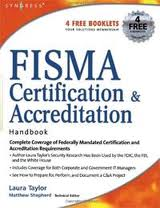 SYNGRESS
4 FREE BOOKLETS
YOUR SOLUTIONS MEMBERSHIP
4 FREE
FISMA
Certification &
Accreditation
Handbook
Complete Coverage of Federally Mandated Certification and
Accreditation Requirements
Author Laura Taylor's Security Research Has Been Used by the FDIC, the FBI,
and the White House
Includes Coverage for Both Corporate and Government IT Managers
See How to Prepare for, Perform, and Document a C&A Project
Laura Taylor
Matthew Shepherd Technical Editor